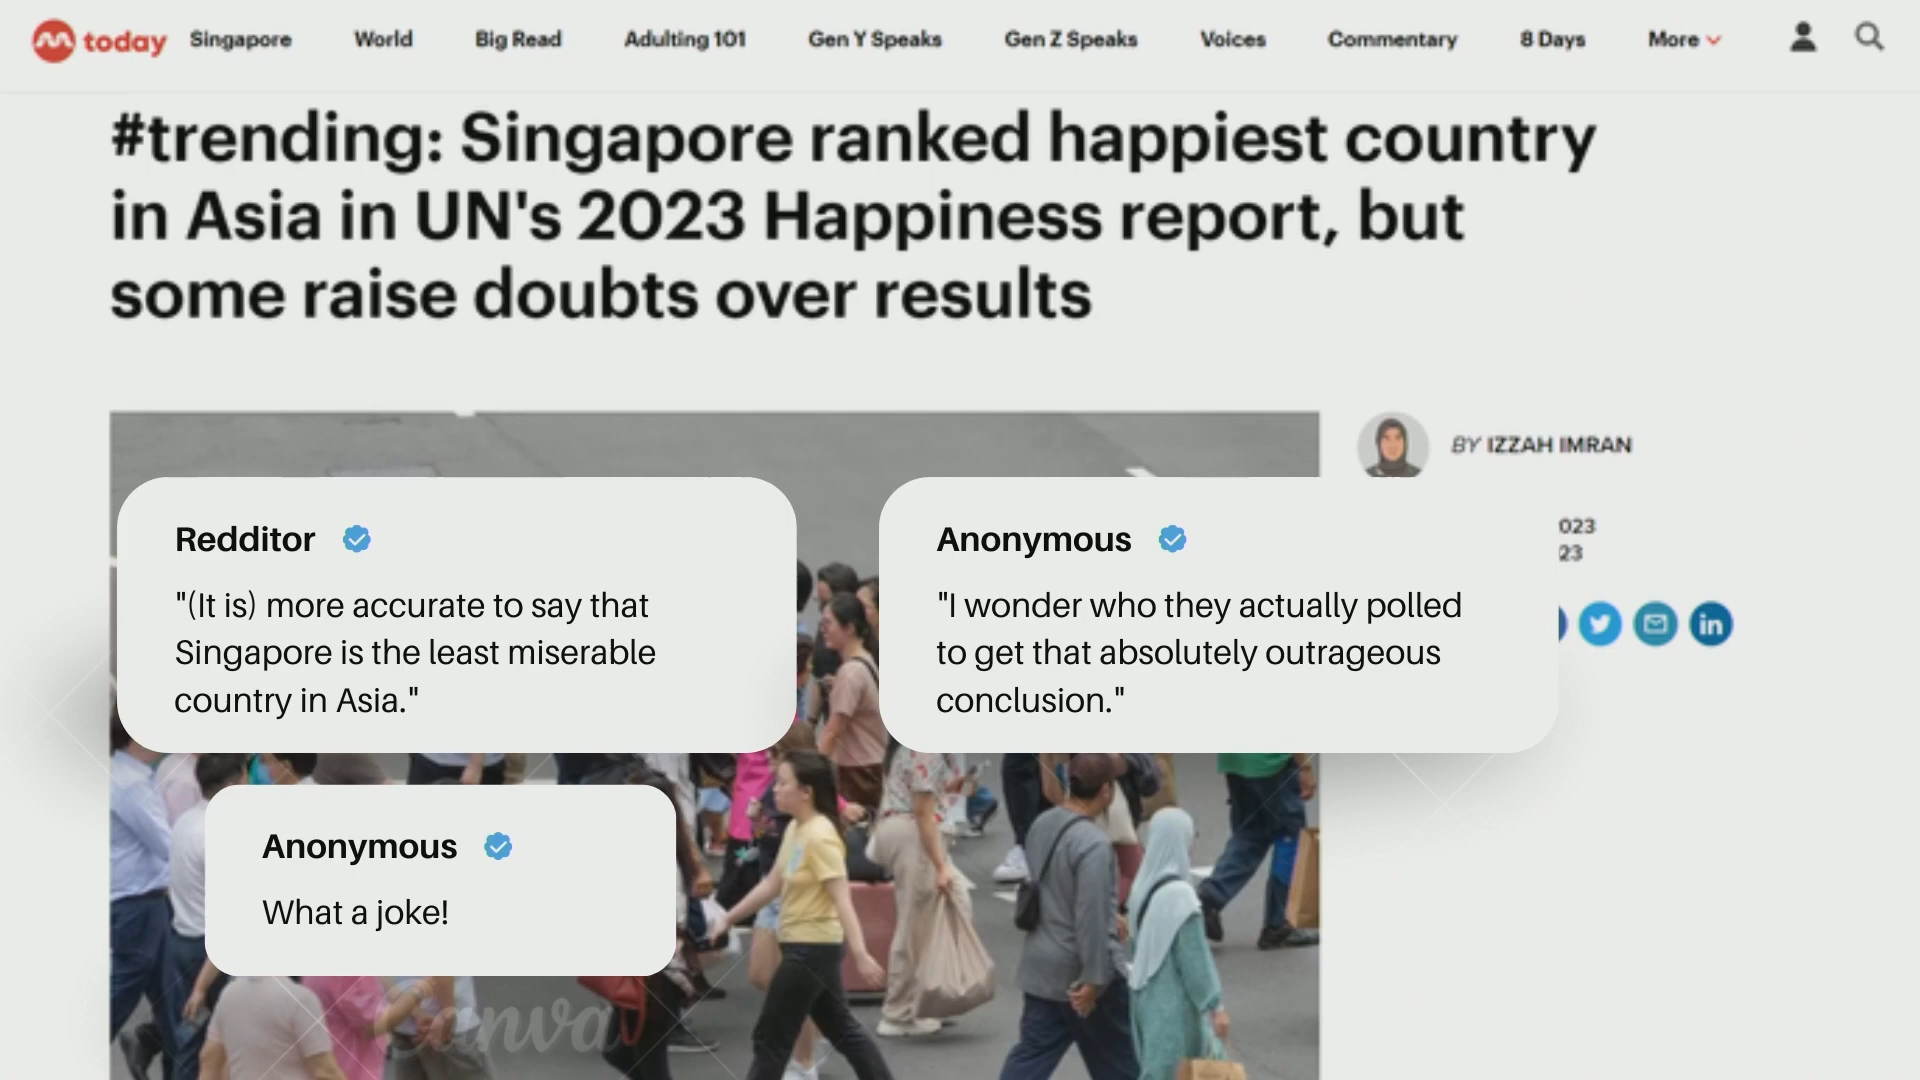 today Singapore World Big Read Adulting 101 Gen Y Speaks Gen Z Speaks Voices Commentary 8 Days More
#trending: Singapore ranked happiest country
in Asia in UN's 2023 Happiness report, but
some raise doubts over results
BY IZZAH IMRAN
023
23
in
Redditor
"(It is) more accurate to say that
Singapore is the least miserable
country in Asia."
Anonymous
"I wonder who they actually polled
to get that absolutely outrageous
conclusion."
Anonymous
What a joke!
Canva